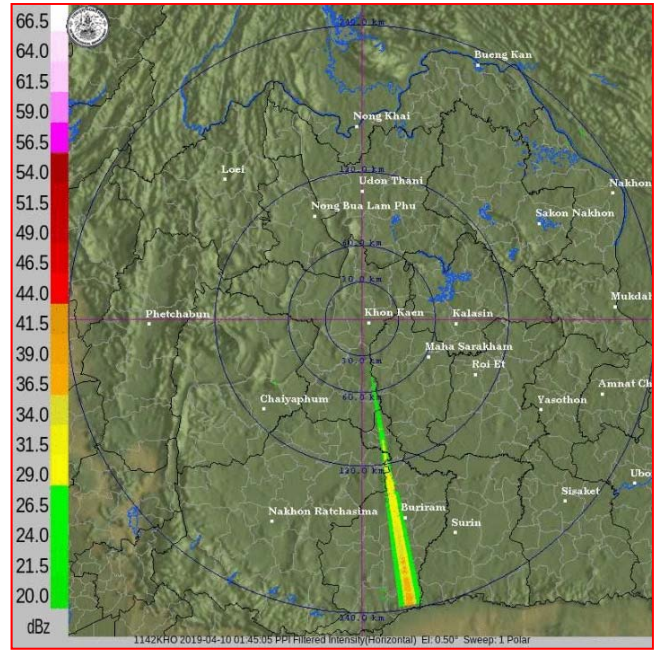 66.5
64.0
61.5
59.0
56.5
54.0
51.5
49.0
46.5
44.0
41.5
39.0
36.5
34.0
31.5
29.0
26.5
24.0
21.5
20.0
dBz
Bueng Kan
Nong Khai
Loei
Udon Thani
Nakhon
Nong Bua Lam Phu
Sakon Nakhon
Mukdah
Phetchabun
Khon Kaen
Kalasin
Maha Sarakham
Roi Et
Amnat Ch
Chaiyaphum
60.0 km
Yasothon
120.0 km
Ubo
Sisaket
Nakhon Ratchasima
Buriram
Surin
1142KHO 2019-04-10 01:45:05 PPI Filtered Intensity(Horizontal) El: 0.50° Sweep: 1 Polar